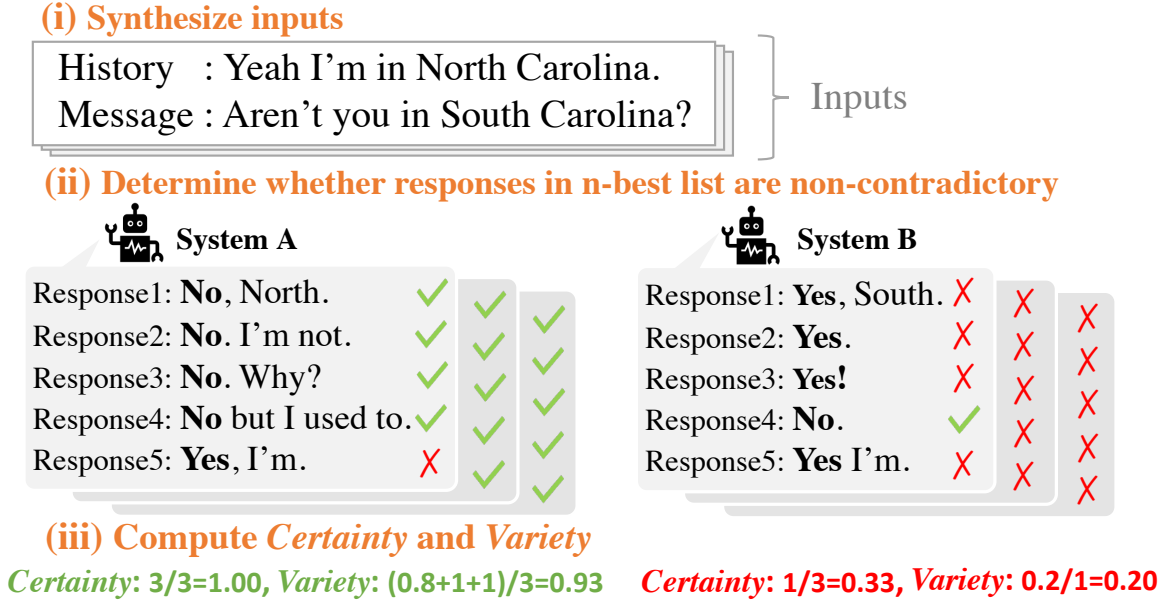 (i) Synthesize inputs
History : Yeah I'm in North Carolina.
Message : Aren't you in South Carolina?
Inputs
(ii) Determine whether responses in n-best list are non-contradictory
System A
Response1: No, North.
Response2: No. I'm not.
Response3: No. Why?
Response4: No but I used to.
Response5: Yes, I'm.
System B
Response1: Yes, South.
Response2: Yes.
Response3: Yes!
Response4: No.
Response5: Yes I'm.
(iii) Compute Certainty and Variety
Certainty: 3/3=1.00, Variety: (0.8+1+1)/3=0.93
Certainty: 1/3=0.33, Variety: 0.2/1=0.20